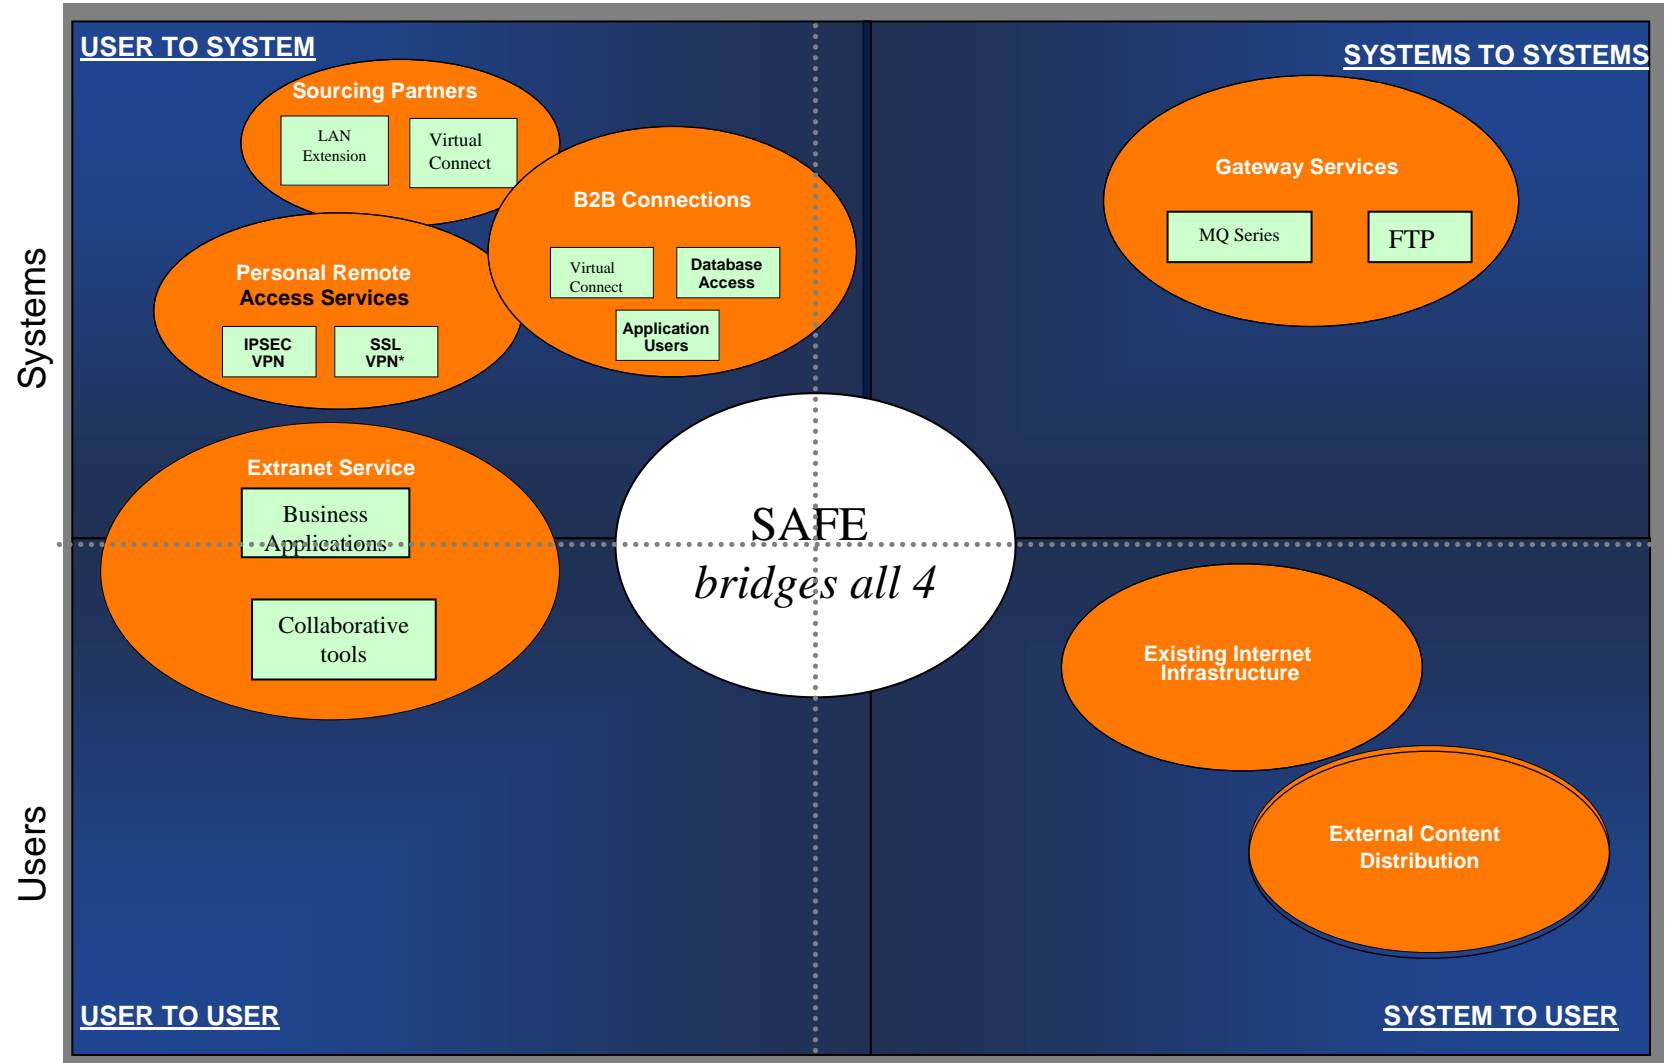 USER TO SYSTEM
SYSTEMS TO SYSTEMS
Sourcing Partners
LAN
Extension
Virtual
Connect
B2B Connections
Virtual
Connect
Database
Access
Application
Users
Gateway Services
MQ Series
FTP
Personal Remote
Access Services
IPSEC
VPN
SSL
VPN*
Systems
Extranet Service
Business
Applications
Collaborative
tools
SAFE
bridges all 4
Existing Internet
Infrastructure
External Content
Distribution
Users
USER TO USER
SYSTEM TO USER